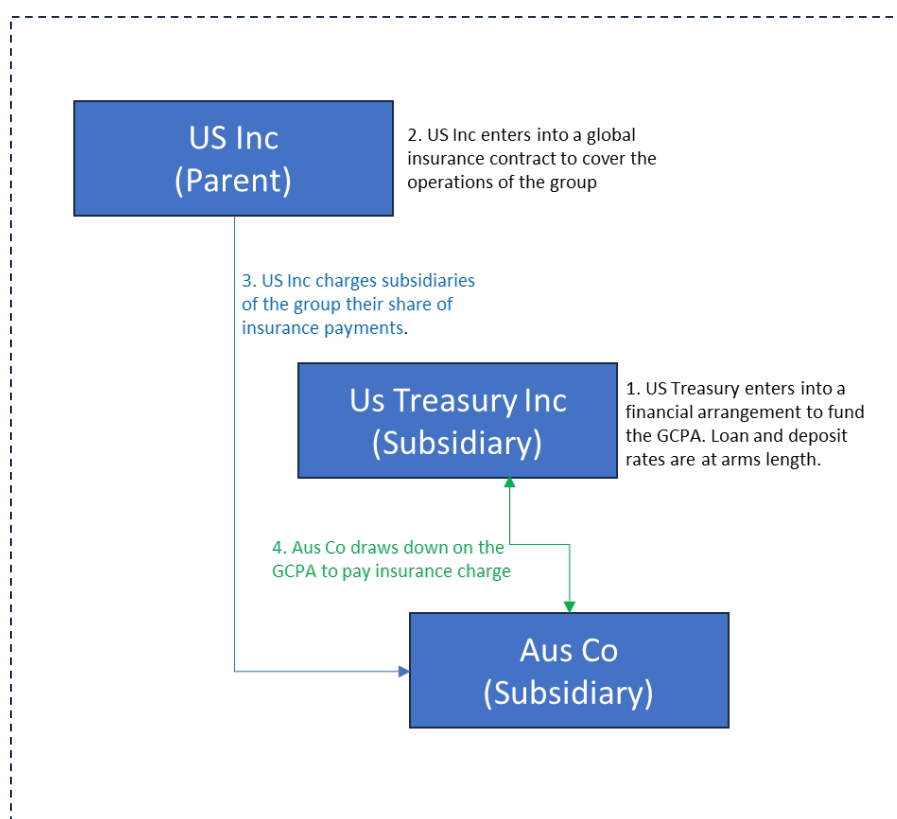 US Inc
(Parent)
2. US Inc enters into a global
insurance contract to cover the
operations of the group
3. US Inc charges subsidiaries
of the group their share of
insurance payments.
Us Treasury Inc
(Subsidiary)
1. US Treasury enters into a
financial arrangement to fund
the GCPA. Loan and deposit
rates are at arms length.
4. Aus Co draws down on the
GCPA to pay insurance charge
Aus Co
(Subsidiary)